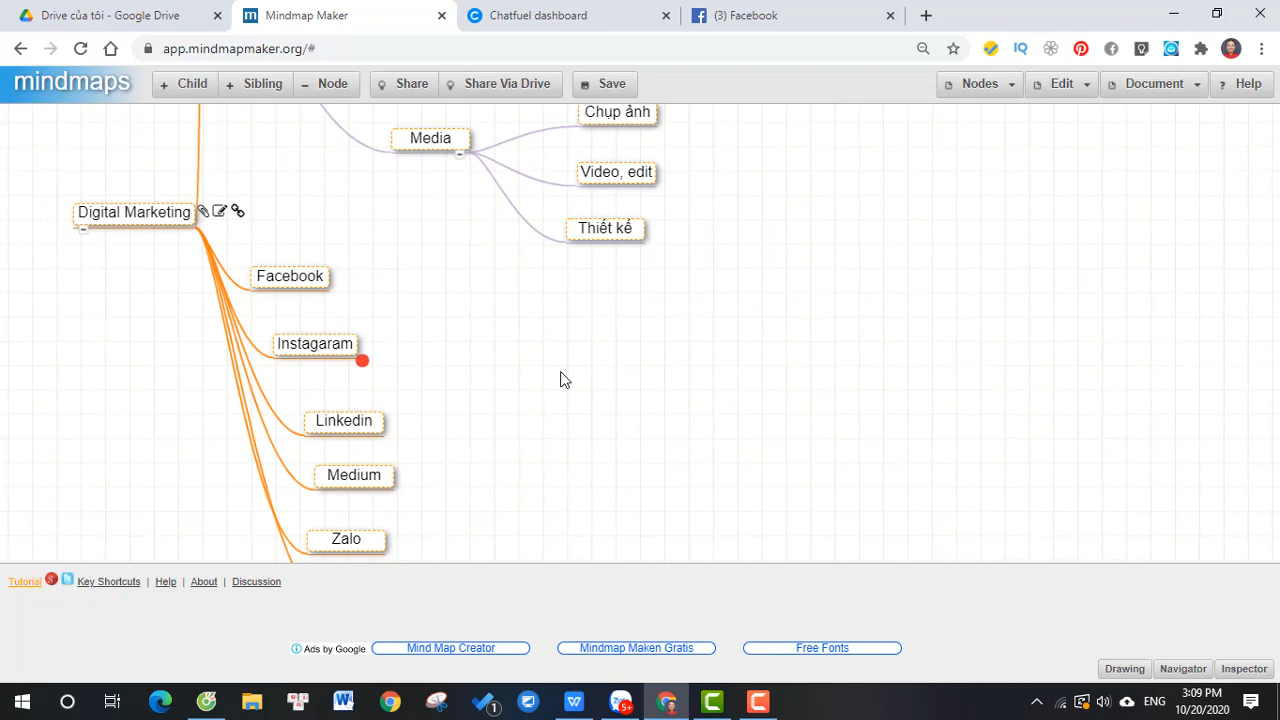 Drive của tôi - Google Drive
Mindmap Maker
Chatfuel dashboard
(3) Facebook
app.mindmapmaker.org/#
IQ
mindmaps
+ Child
+ Sibling
− Node
Share
Share Via Drive
Save
Nodes
Edit
Document
? Help
Chụp ảnh
Media
Video, edit
Digital Marketing
Thiết kế
Facebook
Instagaram
Linkedin
Medium
Zalo
Tutorial
Key Shortcuts | Help | About | Discussion
Ads by Google
Mind Map Creator
Mindmap Maken Gratis
Free Fonts
Drawing
Navigator
Inspector
1
5+
ENG
3:09 PM
10/20/2020